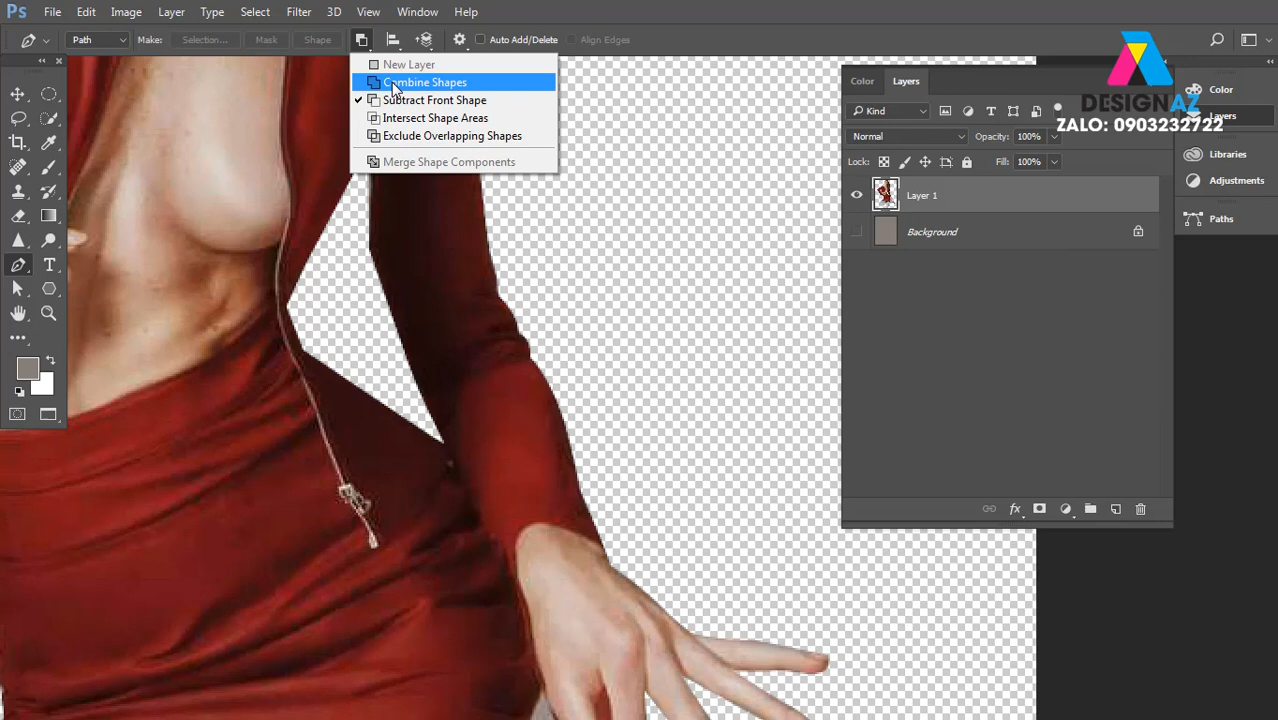 Ps File Edit Image Layer Type Select Filter 3D View Window Help
Path Make: Selection... Mask Shape Auto Add/Delete Align Edges
New Layer
Combine Shapes
Subtract Front Shape
Intersect Shape Areas
Exclude Overlapping Shapes
Merge Shape Components
Color Layers
Kind
Normal Opacity: 100%
Lock: Fill: 100%
Layer 1
Background
Color
Layers
Libraries
Adjustments
Paths
DESIGNAZ
ZALO: 0903232722